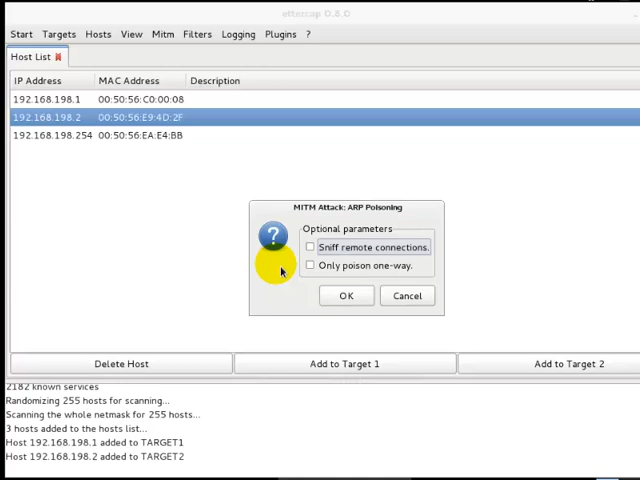 ettercap 0.8.0
Start Targets Hosts View Mitm Filters Logging Plugins ?
Host List
IP Address MAC Address Description
192.168.198.1 00:50:56:C0:00:08
192.168.198.2 00:50:56:E9:4D:2F
192.168.198.254 00:50:56:EA:E4:BB
MITM Attack: ARP Poisoning
Optional parameters
?
Sniff remote connections.
Only poison one-way.
OK Cancel
Delete Host Add to Target 1 Add to Target 2
2182 known services
Randomizing 255 hosts for scanning...
Scanning the whole netmask for 255 hosts...
3 hosts added to the hosts list...
Host 192.168.198.1 added to TARGET1
Host 192.168.198.2 added to TARGET2